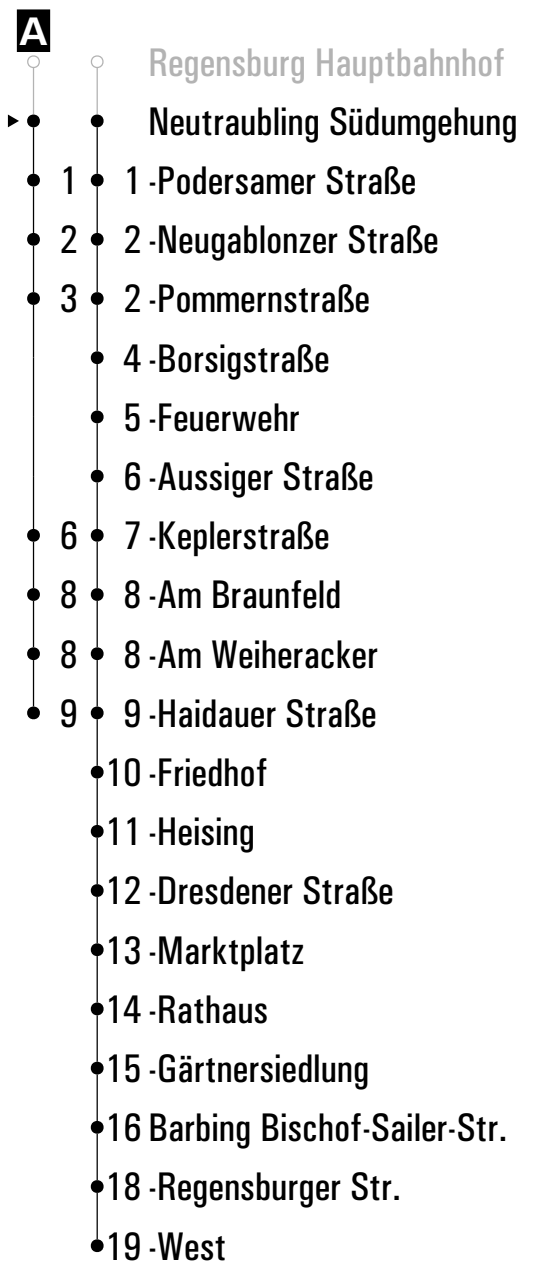 A
Regensburg Hauptbahnhof
Neutraubling Südumgehung
1 1 -Podersamer Straße
2 2 -Neugablonzer Straße
3 2 -Pommernstraße
4 -Borsigstraße
5 -Feuerwehr
6 -Aussiger Straße
6 7 -Keplerstraße
8 8 -Am Braunfeld
8 8 -Am Weiheracker
9 9 -Haidauer Straße
10 -Friedhof
11 -Heising
12 -Dresdener Straße
13 -Marktplatz
14 -Rathaus
15 -Gärtnersiedlung
16 Barbing Bischof-Sailer-Str.
18 -Regensburger Str.
19 -West